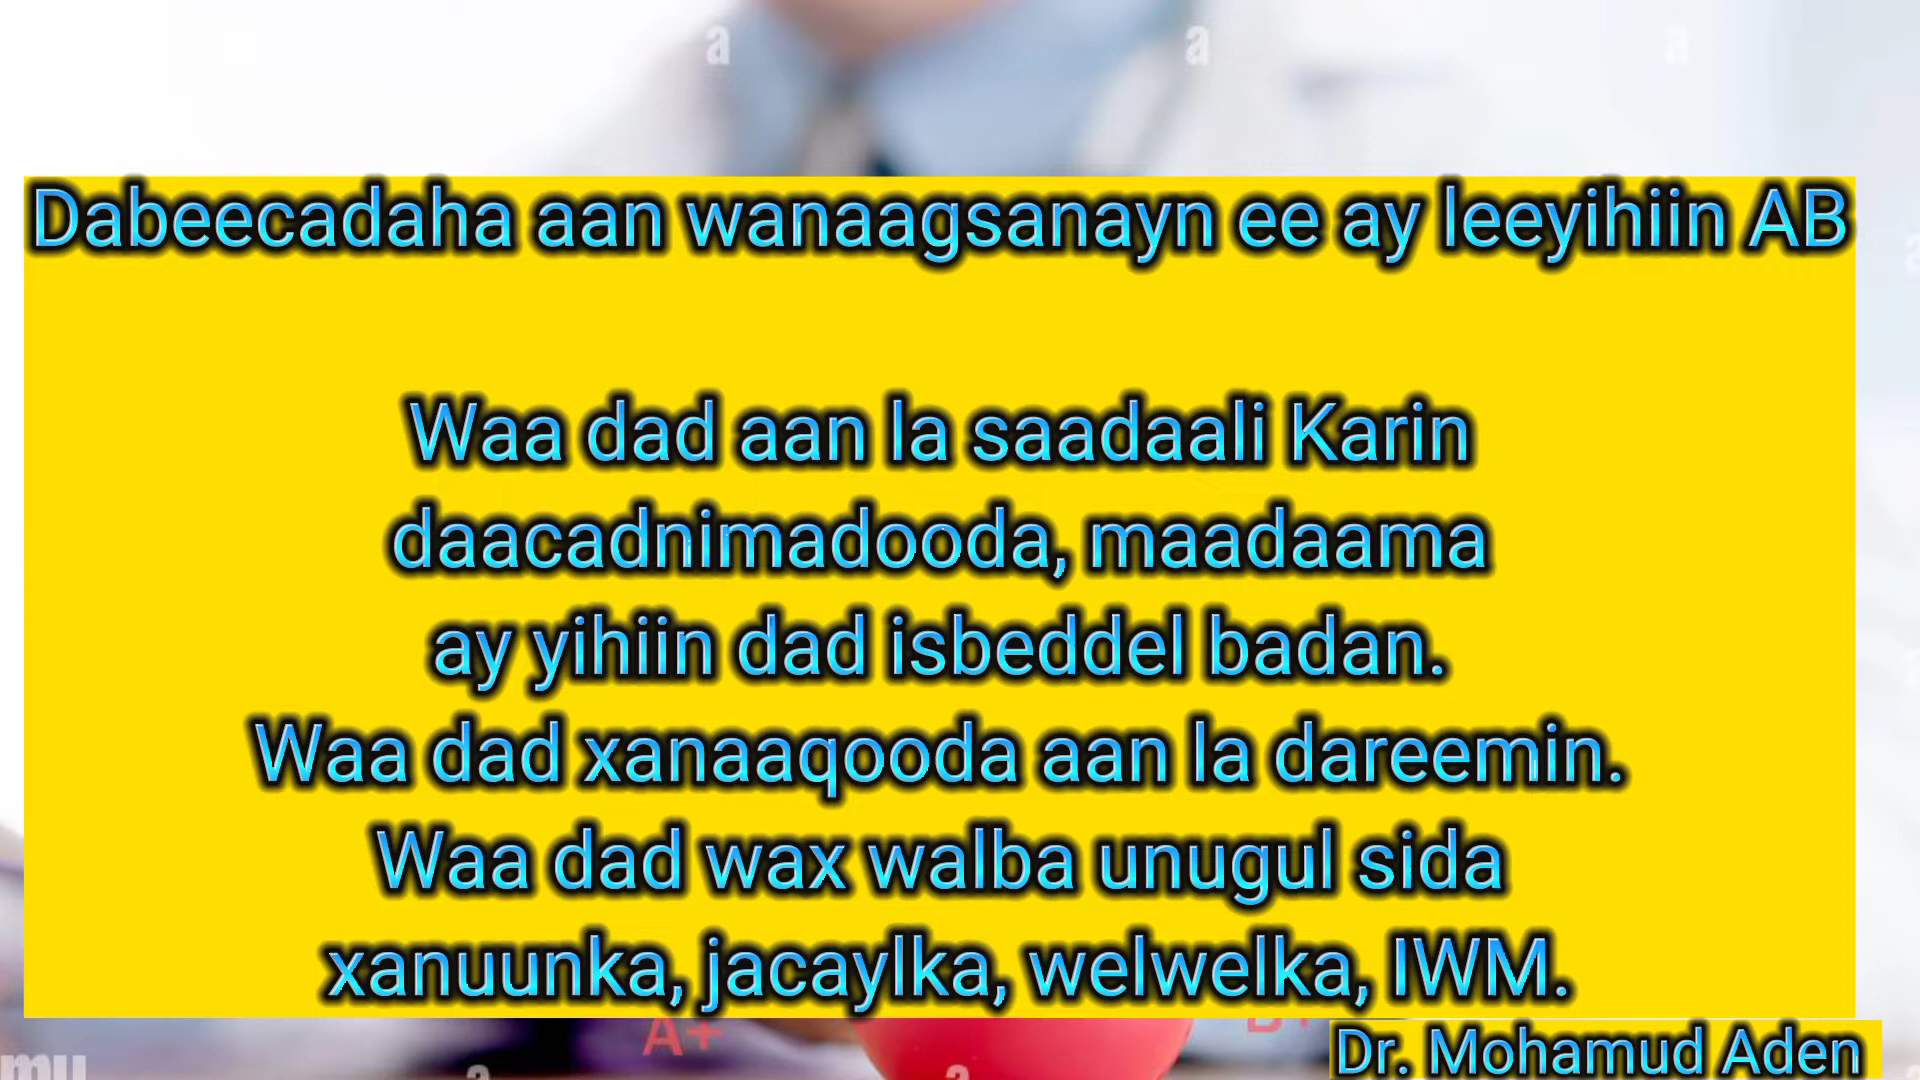 Dabeecadaha aan wanaagsanayn ee ay leeyihiin AB
Waa dad aan la saadaali Karin
daacadnimadooda, maadaama
ay yihiin dad isbeddel badan.
Waa dad xanaaqooda aan la dareemin.
Waa dad wax walba unugul sida
xanuunka, jacaylka, welwelka, IWM.
A+
B+
Dr. Mohamud Aden